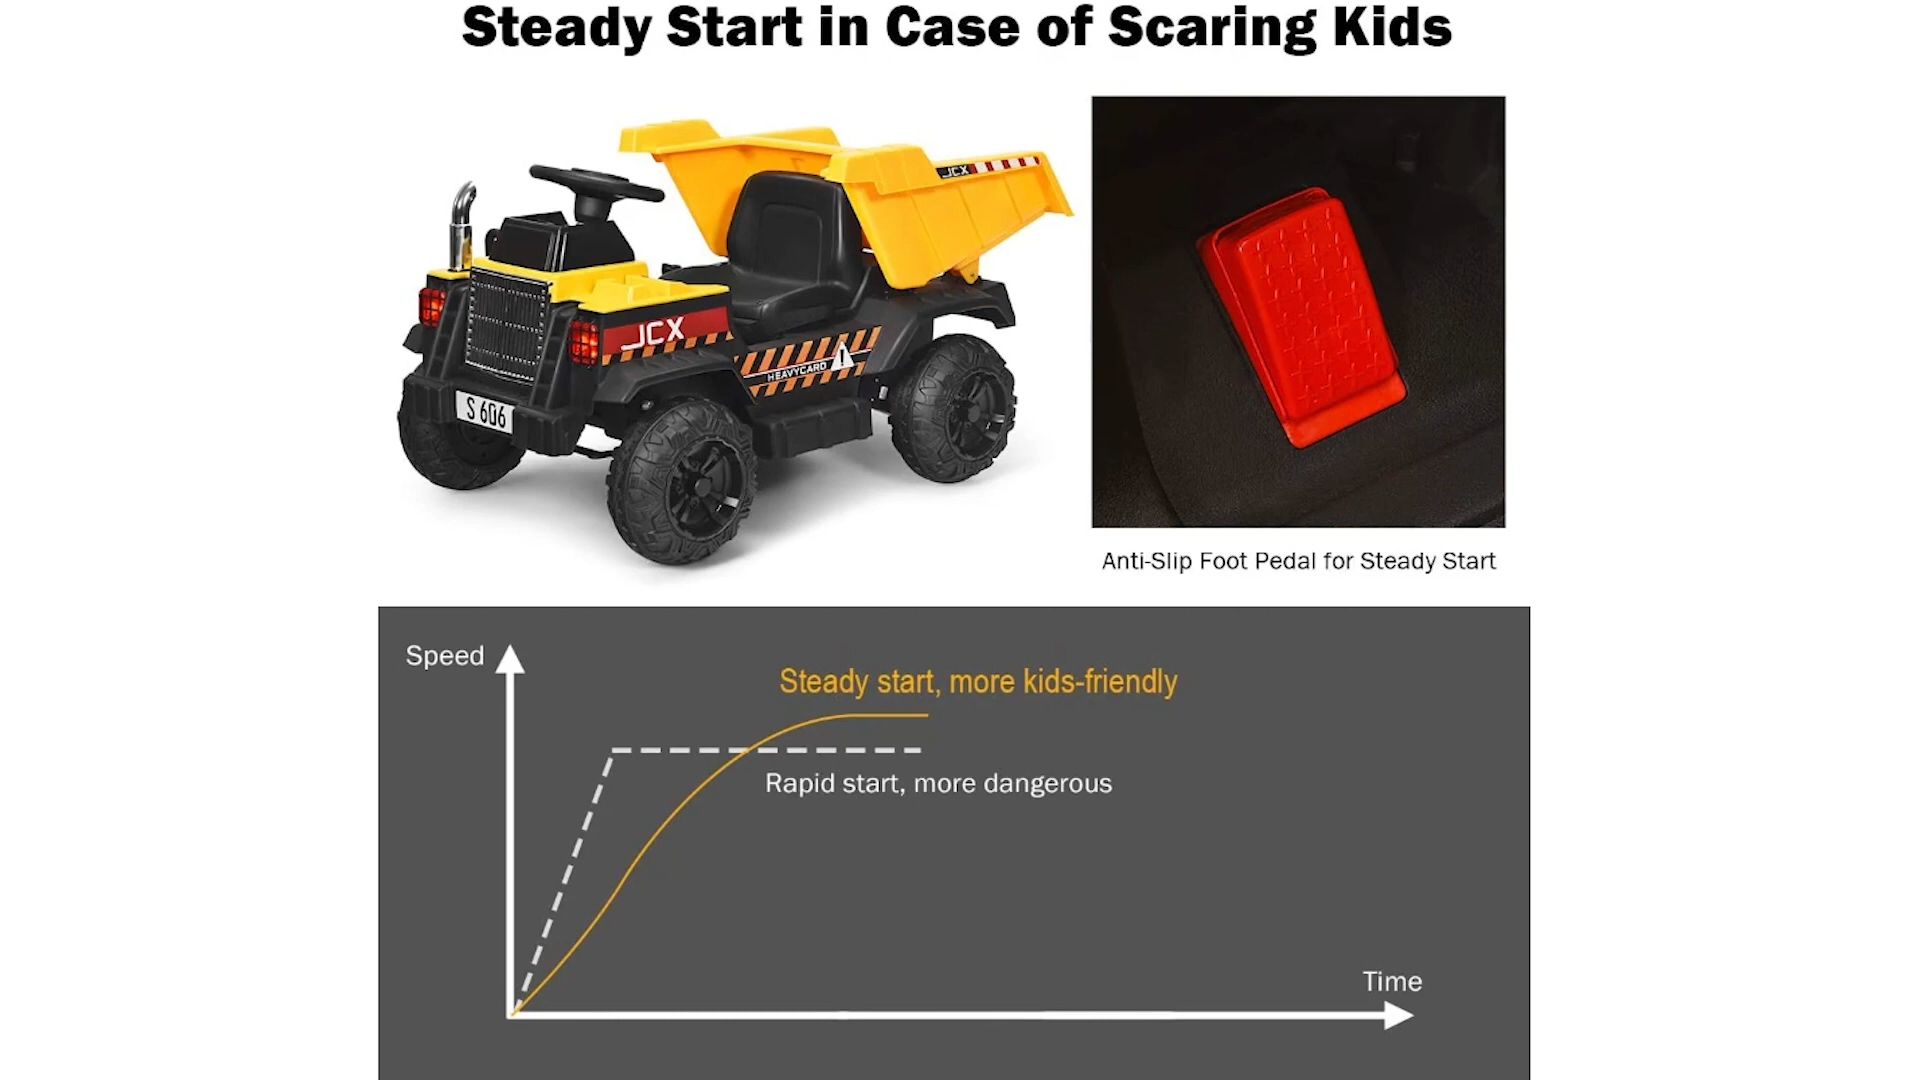 Steady Start in Case of Scaring Kids
JCX
JCX
HEAVYCARD
S 606
Anti-Slip Foot Pedal for Steady Start
Speed
Steady start, more kids-friendly
Rapid start, more dangerous
Time